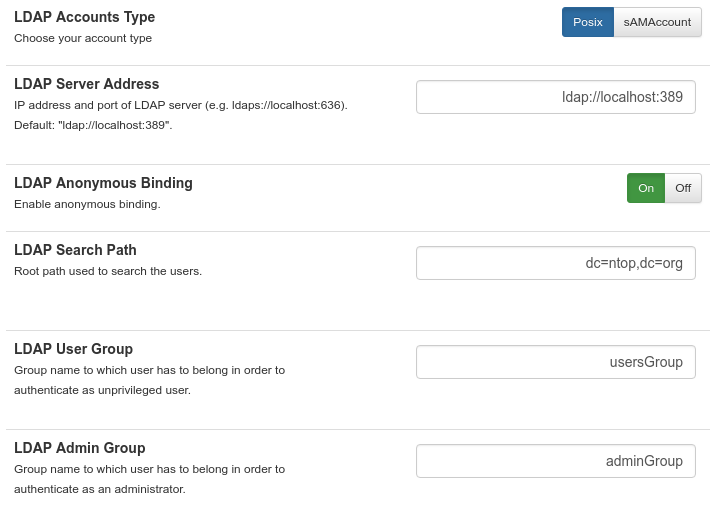 LDAP Accounts Type
Choose your account type
Posix sAMAccount
LDAP Server Address
IP address and port of LDAP server (e.g. ldaps://localhost:636).
Default: "ldap://localhost:389".
ldap://localhost:389
LDAP Anonymous Binding
Enable anonymous binding.
On Off
LDAP Search Path
Root path used to search the users.
dc=ntop,dc=org
LDAP User Group
Group name to which user has to belong in order to
authenticate as unprivileged user.
usersGroup
LDAP Admin Group
Group name to which user has to belong in order to
authenticate as an administrator.
adminGroup